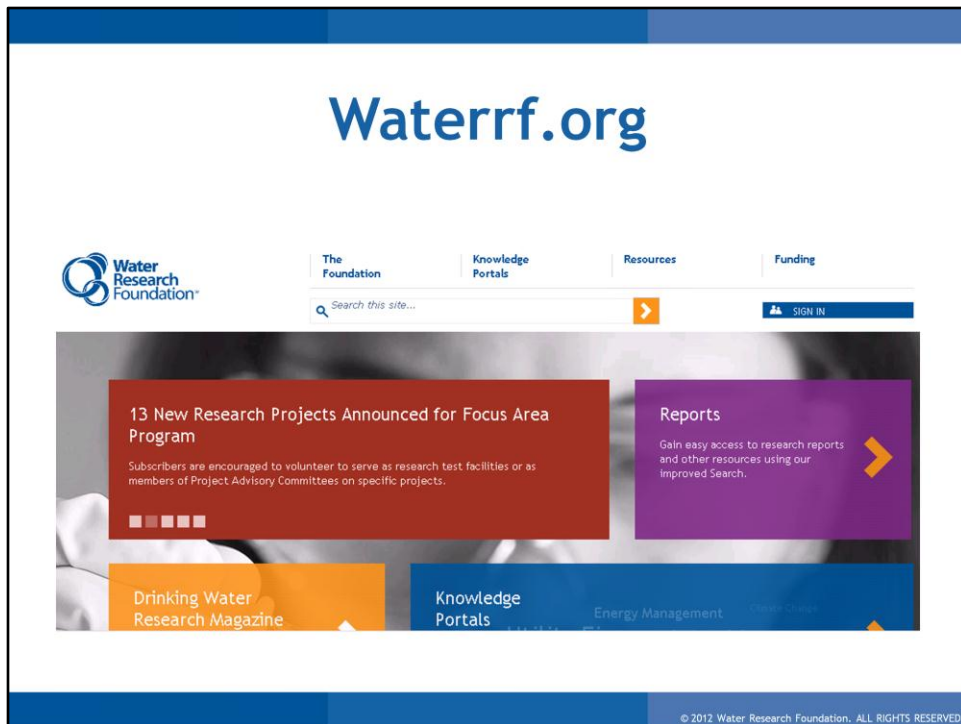 Waterrf.org
Water
Research
Foundation
The
Foundation
Knowledge
Portals
Resources
Funding
Search this site...
SIGN IN
13 New Research Projects Announced for Focus Area
Program
Subscribers are encouraged to volunteer to serve as research test facilities or as
members of Project Advisory Committees on specific projects.
Reports
Gain easy access to research reports
and other resources using our
improved Search.
Drinking Water
Research Magazine
Knowledge
Portals
Energy Management
Climate Change
© 2012 Water Research Foundation. ALL RIGHTS RESERVED.